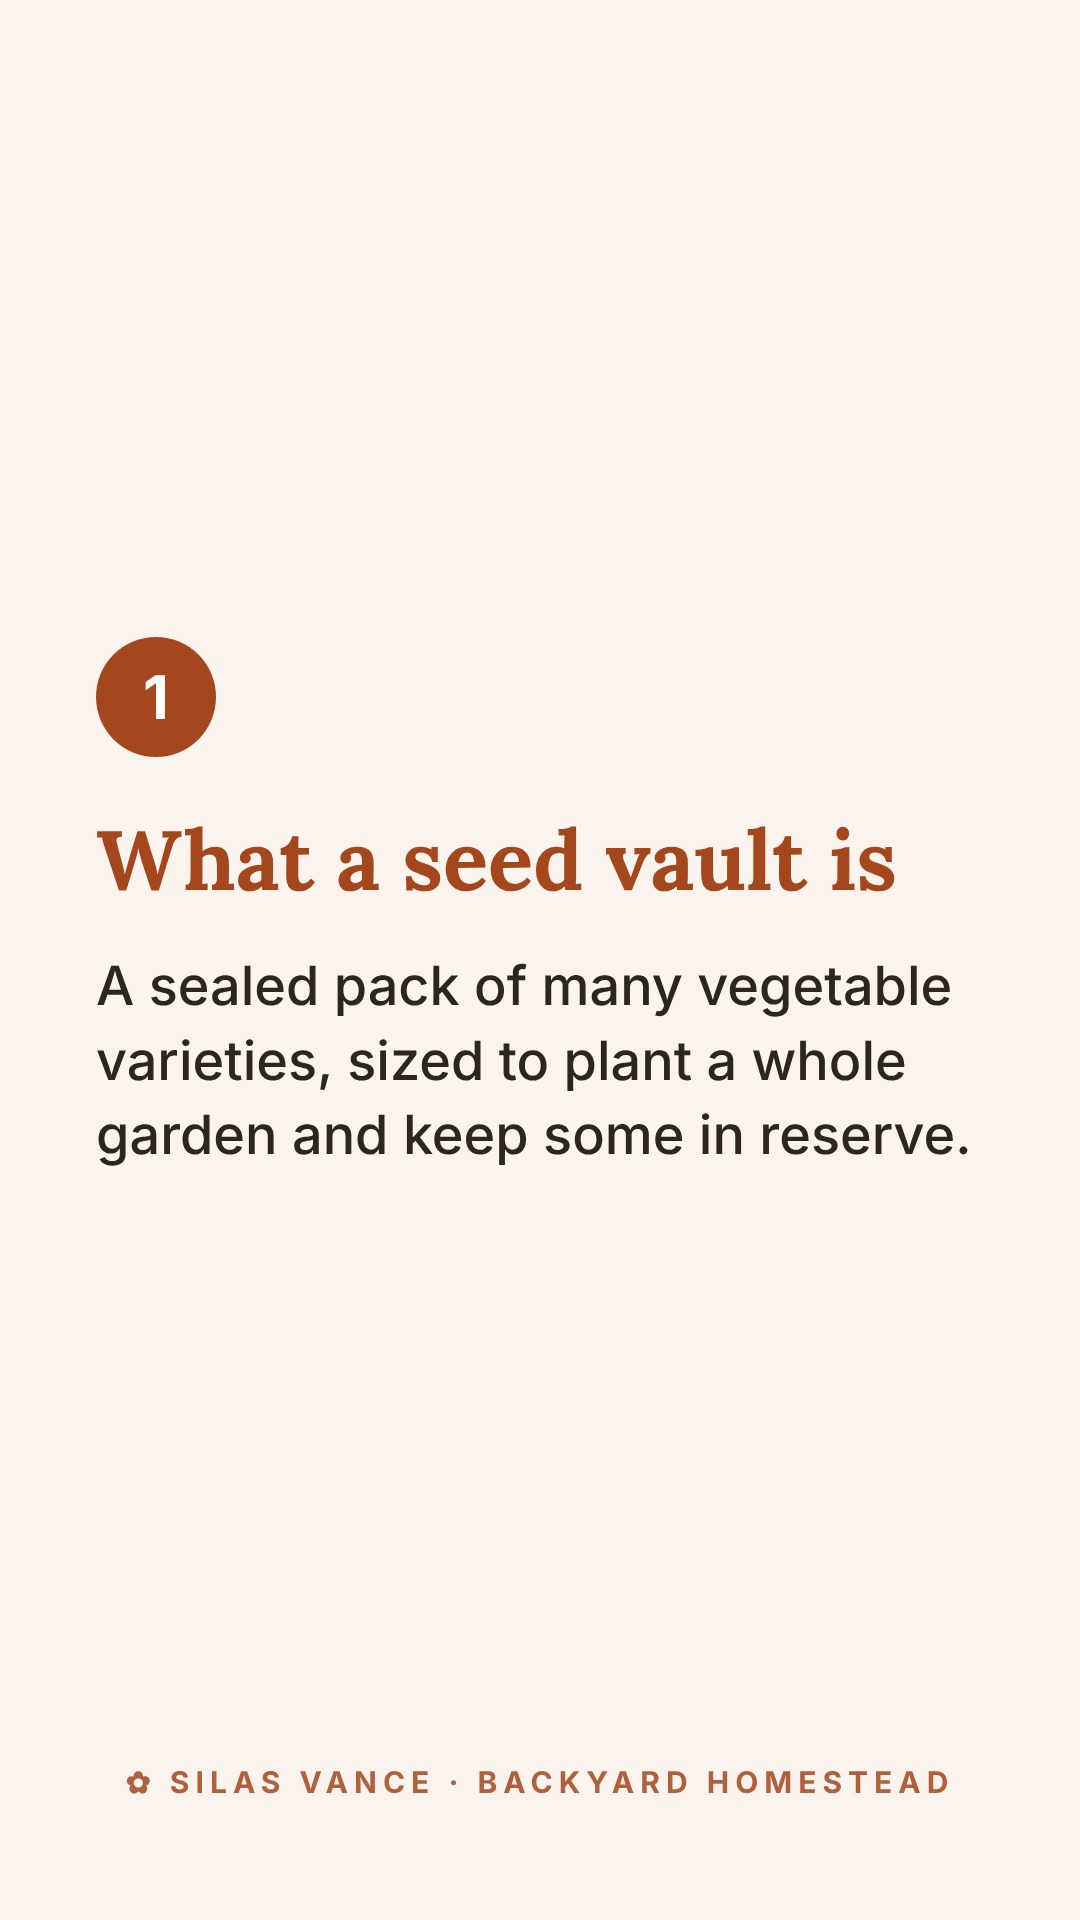 1
What a seed vault is
A sealed pack of many vegetable
varieties, sized to plant a whole
garden and keep some in reserve.
✿ SILAS VANCE · BACKYARD HOMESTEAD